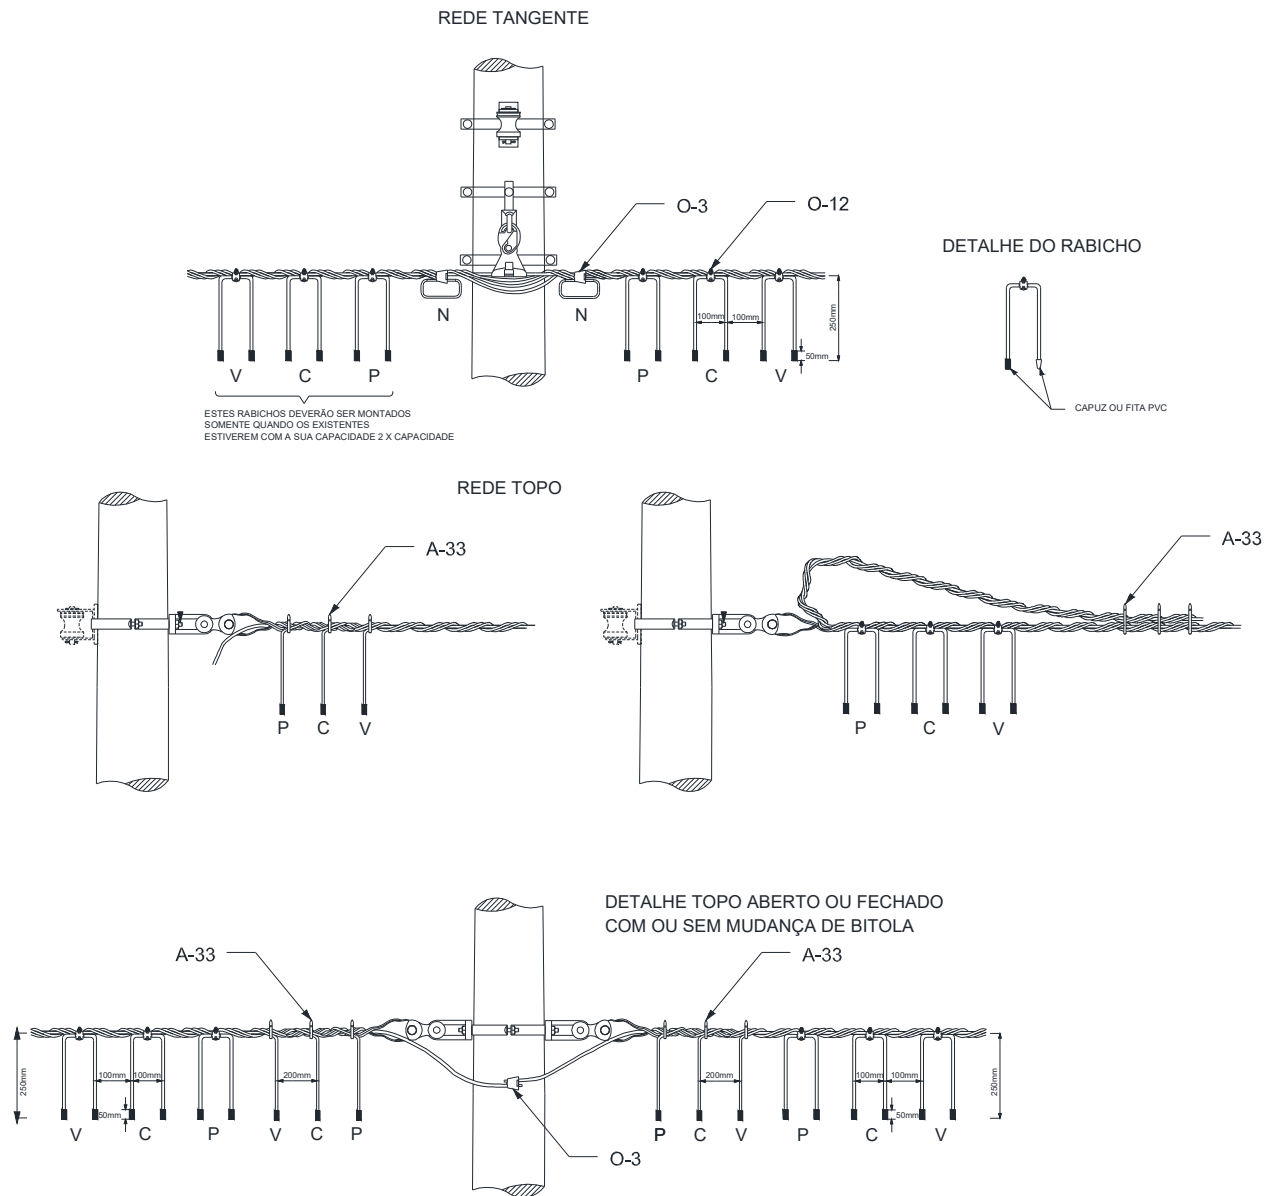 REDE TANGENTE
O-3
O-12
DETALHE DO RABICHO
N
N
100mm
100mm
250mm
50mm
V
C
P
P
C
V
CAPUZ OU FITA PVC
ESTES RABICHOS DEVERÃO SER MONTADOS
SOMENTE QUANDO OS EXISTENTES
ESTIVEREM COM A SUA CAPACIDADE 2 X CAPACIDADE
REDE TOPO
A-33
A-33
P
C
V
P
C
V
DETALHE TOPO ABERTO OU FECHADO
COM OU SEM MUDANÇA DE BITOLA
A-33
A-33
250mm
100mm
100mm
200mm
50mm
200mm
100mm
100mm
50mm
250mm
V
C
P
V
C
P
P
C
V
P
C
V
O-3